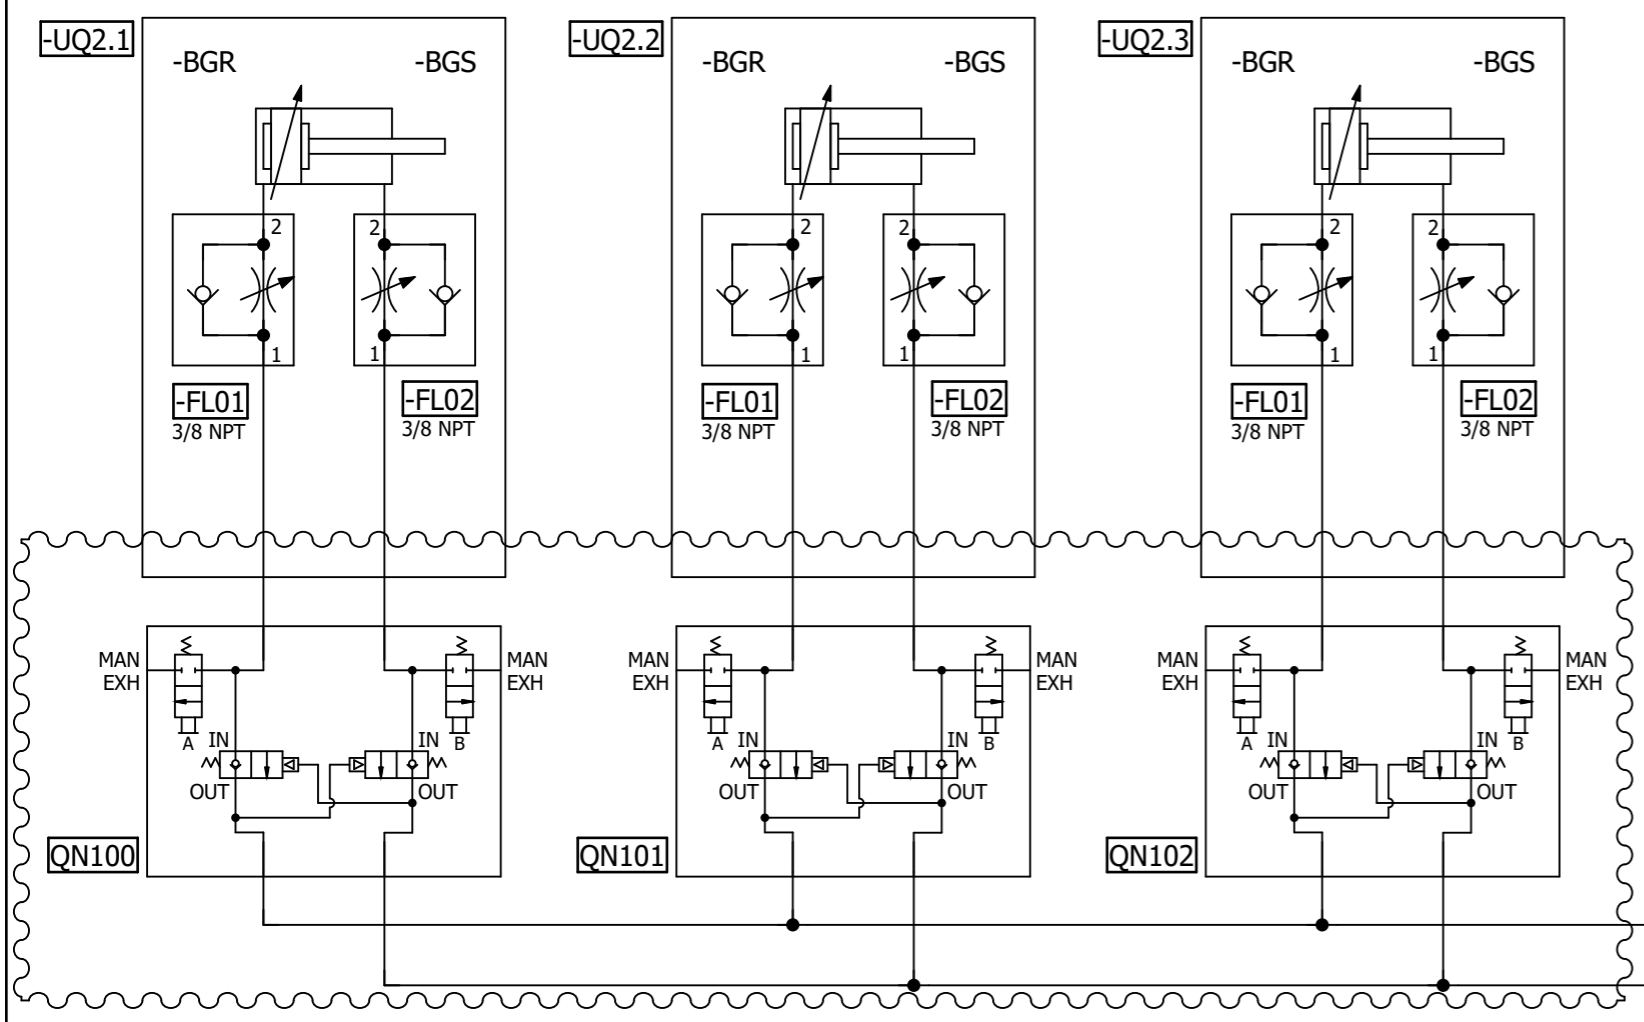 -UQ2.1
-BGR
-BGS
2
2
1
1
-FL01
3/8 NPT
-FL02
3/8 NPT
MAN
EXH
MAN
EXH
A
B
IN
IN
OUT
OUT
QN100
-UQ2.2
-BGR
-BGS
2
2
1
1
-FL01
3/8 NPT
-FL02
3/8 NPT
MAN
EXH
MAN
EXH
A
B
IN
IN
OUT
OUT
QN101
-UQ2.3
-BGR
-BGS
2
2
1
1
-FL01
3/8 NPT
-FL02
3/8 NPT
MAN
EXH
MAN
EXH
A
B
IN
IN
OUT
OUT
QN102